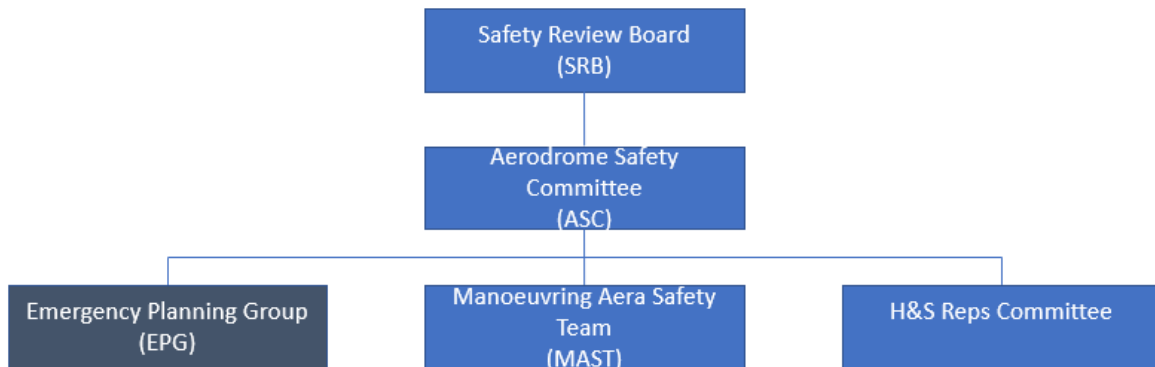 Safety Review Board
(SRB)
Aerodrome Safety
Committee
(ASC)
Emergency Planning Group
(EPG)
Manoeuvring Aera Safety
Team
(MAST)
H&S Reps Committee